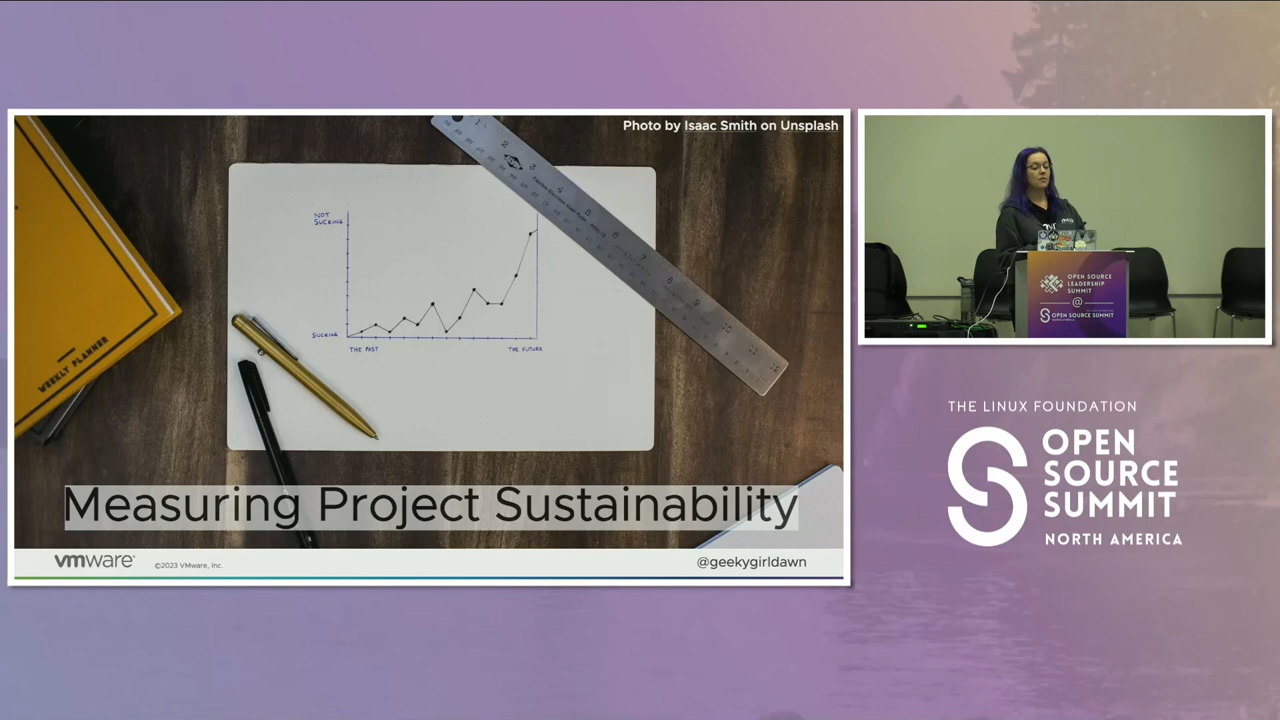 Photo by Isaac Smith on Unsplash
NOT
SUCKING
SUCKING
THE PAST
THE FUTURE
WEEKLY PLANNER
Measuring Project Sustainability
vmware®
©2023 VMware, Inc.
@geekygirldawn
OPEN SOURCE
LEADERSHIP
SUMMIT
@
OPEN SOURCE SUMMIT
NORTH AMERICA
THE LINUX FOUNDATION
OPEN
SOURCE
SUMMIT
NORTH AMERICA